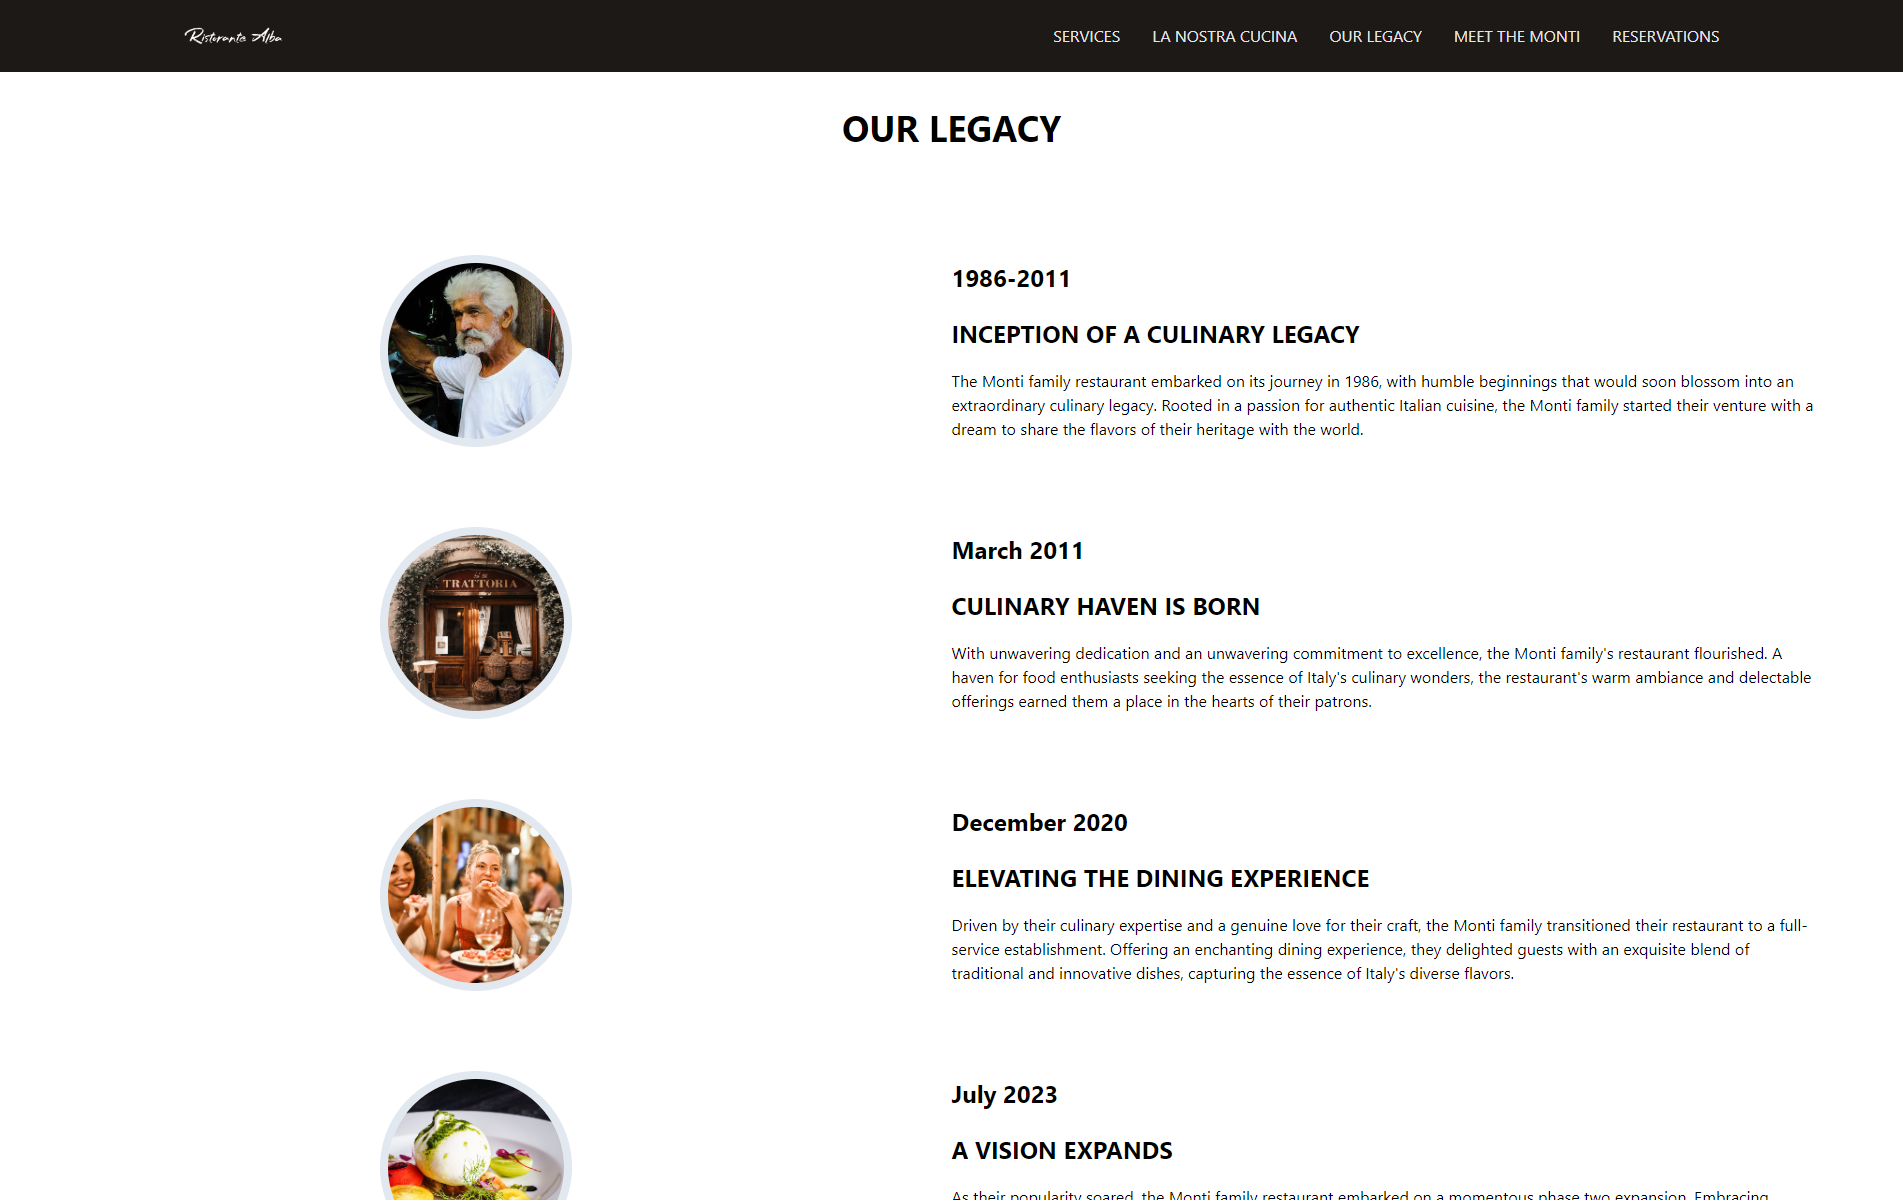 Ristorante Alba
SERVICES
LA NOSTRA CUCINA
OUR LEGACY
MEET THE MONTI
RESERVATIONS
OUR LEGACY
1986-2011
INCEPTION OF A CULINARY LEGACY
The Monti family restaurant embarked on its journey in 1986, with humble beginnings that would soon blossom into an
extraordinary culinary legacy. Rooted in a passion for authentic Italian cuisine, the Monti family started their venture with a
dream to share the flavors of their heritage with the world.
TRATTORIA
March 2011
CULINARY HAVEN IS BORN
With unwavering dedication and an unwavering commitment to excellence, the Monti family's restaurant flourished. A
haven for food enthusiasts seeking the essence of Italy's culinary wonders, the restaurant's warm ambiance and delectable
offerings earned them a place in the hearts of their patrons.
December 2020
ELEVATING THE DINING EXPERIENCE
Driven by their culinary expertise and a genuine love for their craft, the Monti family transitioned their restaurant to a full-
service establishment. Offering an enchanting dining experience, they delighted guests with an exquisite blend of
traditional and innovative dishes, capturing the essence of Italy's diverse flavors.
July 2023
A VISION EXPANDS
As their popularity soared, the Monti family restaurant embarked on a momentous phase two expansion. Embracing